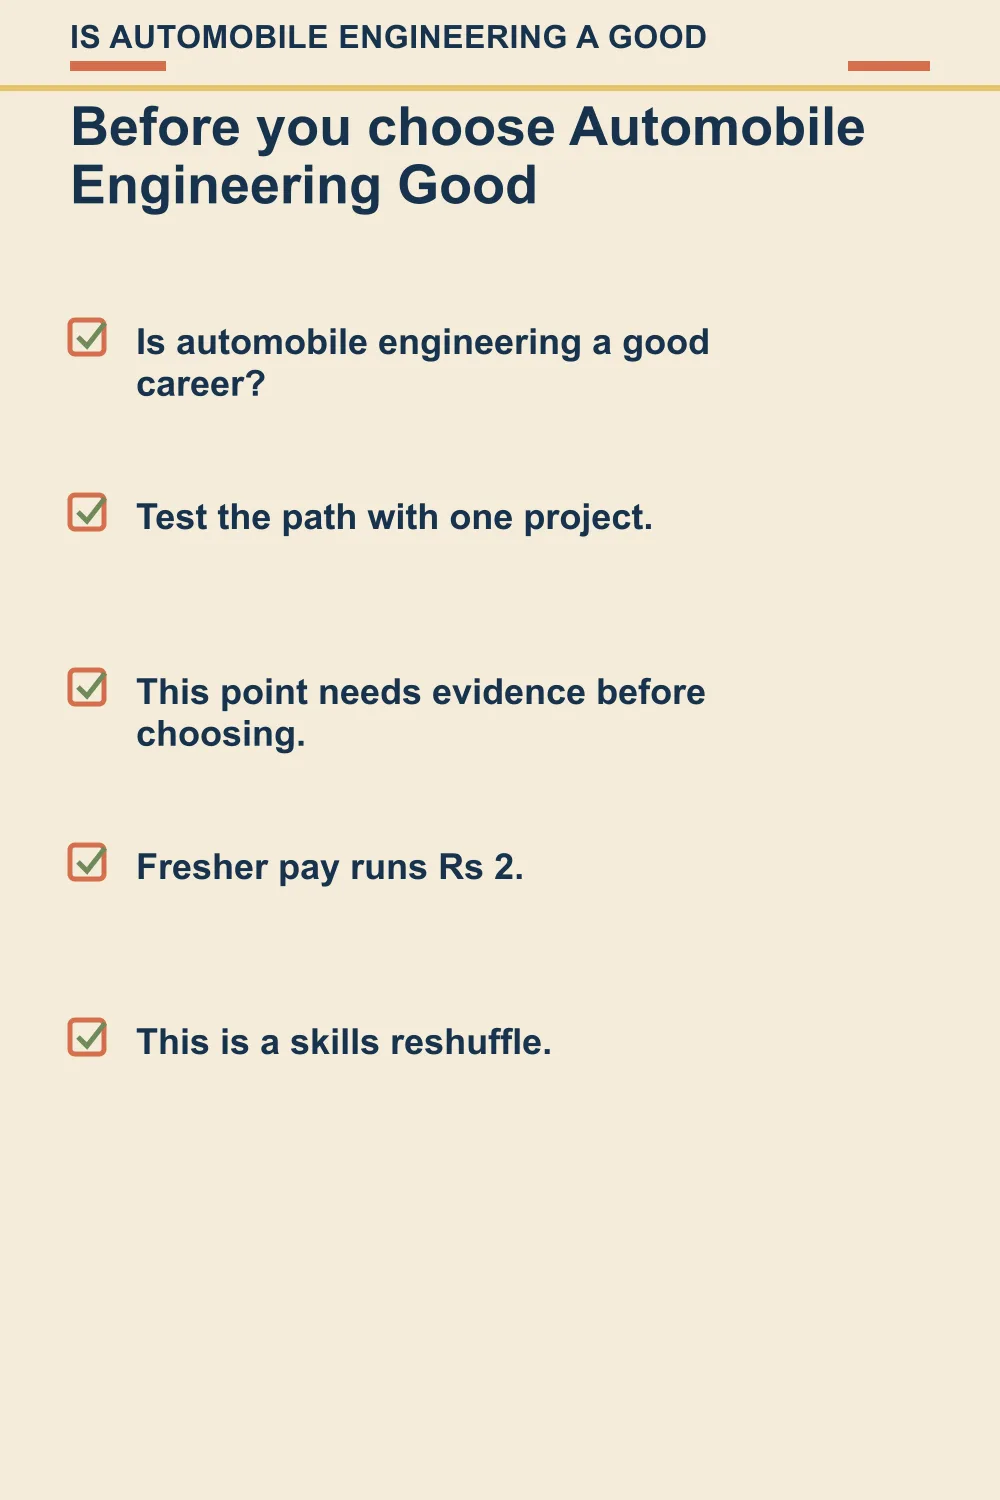 IS AUTOMOBILE ENGINEERING A GOOD
Before you choose Automobile
Engineering Good
Is automobile engineering a good
career?
Test the path with one project.
This point needs evidence before
choosing.
Fresher pay runs Rs 2.
This is a skills reshuffle.